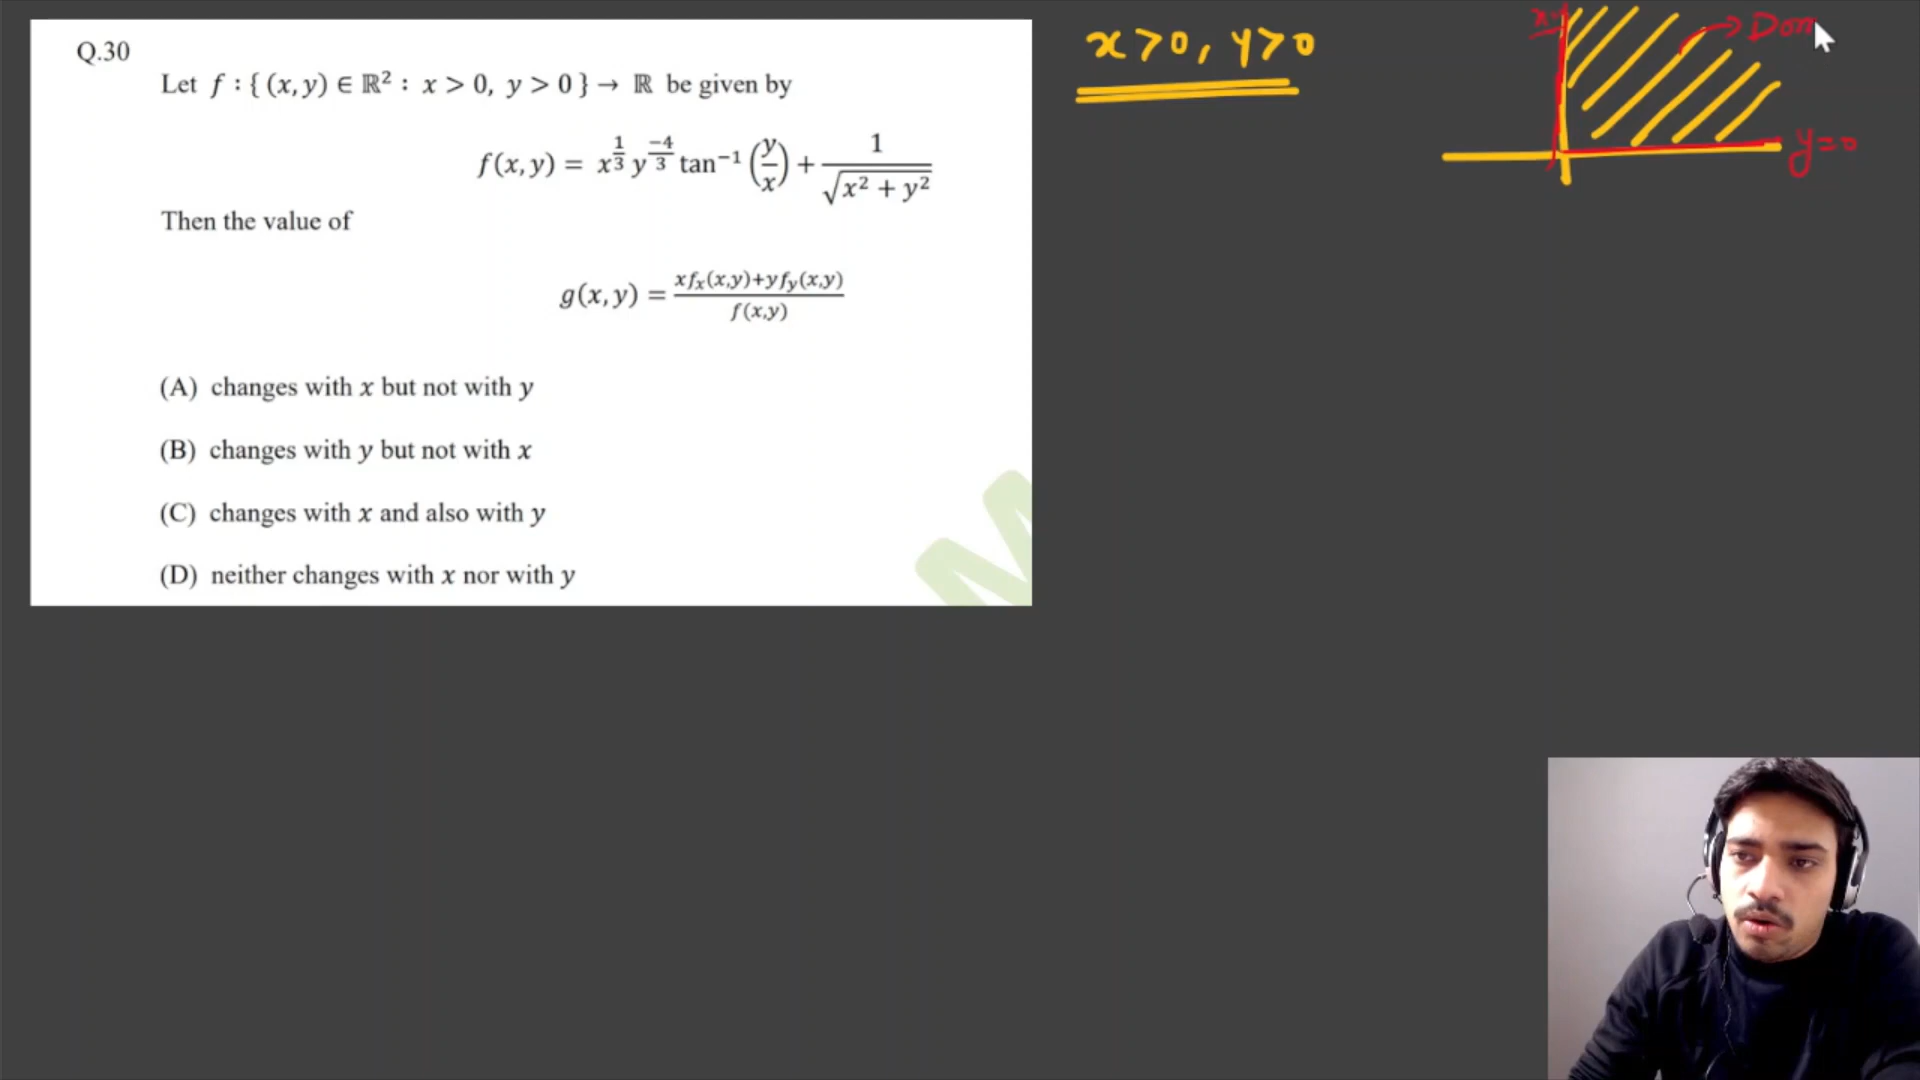 Q.30
Let f : { (x, y) ∈ ℝ² : x > 0, y > 0 } → ℝ be given by
f(x, y) = x^{1/3} y^{-4/3} tan⁻¹ (y/x) + 1/√(x² + y²)
Then the value of
g(x, y) = (xfₓ(x,y)+yf_y(x,y))/f(x,y)
(A) changes with x but not with y
(B) changes with y but not with x
(C) changes with x and also with y
(D) neither changes with x nor with y
x > 0, y > 0
Dom
y=0